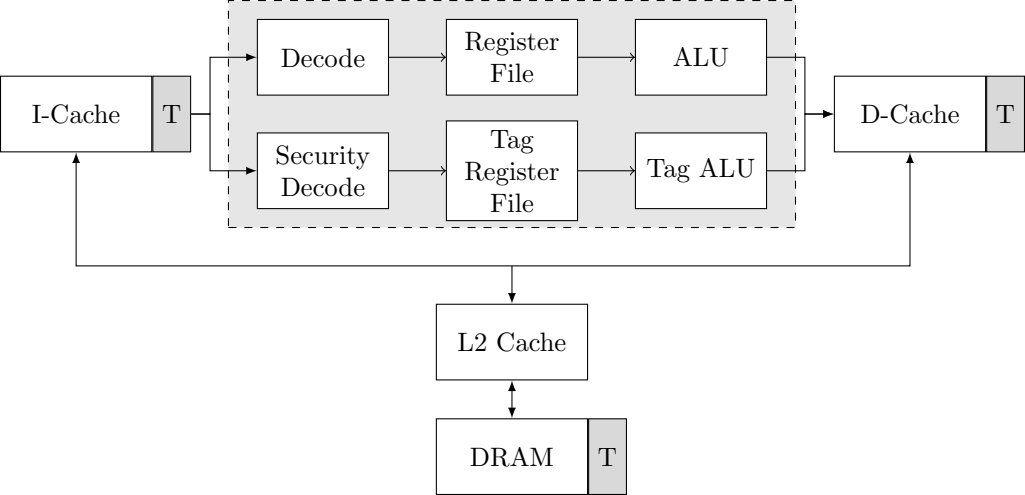 Decode
Register
File
ALU
I-Cache
T
D-Cache
T
Security
Decode
Tag
Register
File
Tag ALU
L2 Cache
DRAM
T